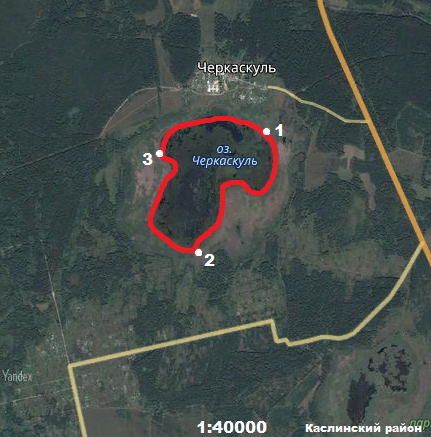 Черкаскуль
1
оз.
Черкаскуль
3
2
Yandex
1:40000
Каслинский район